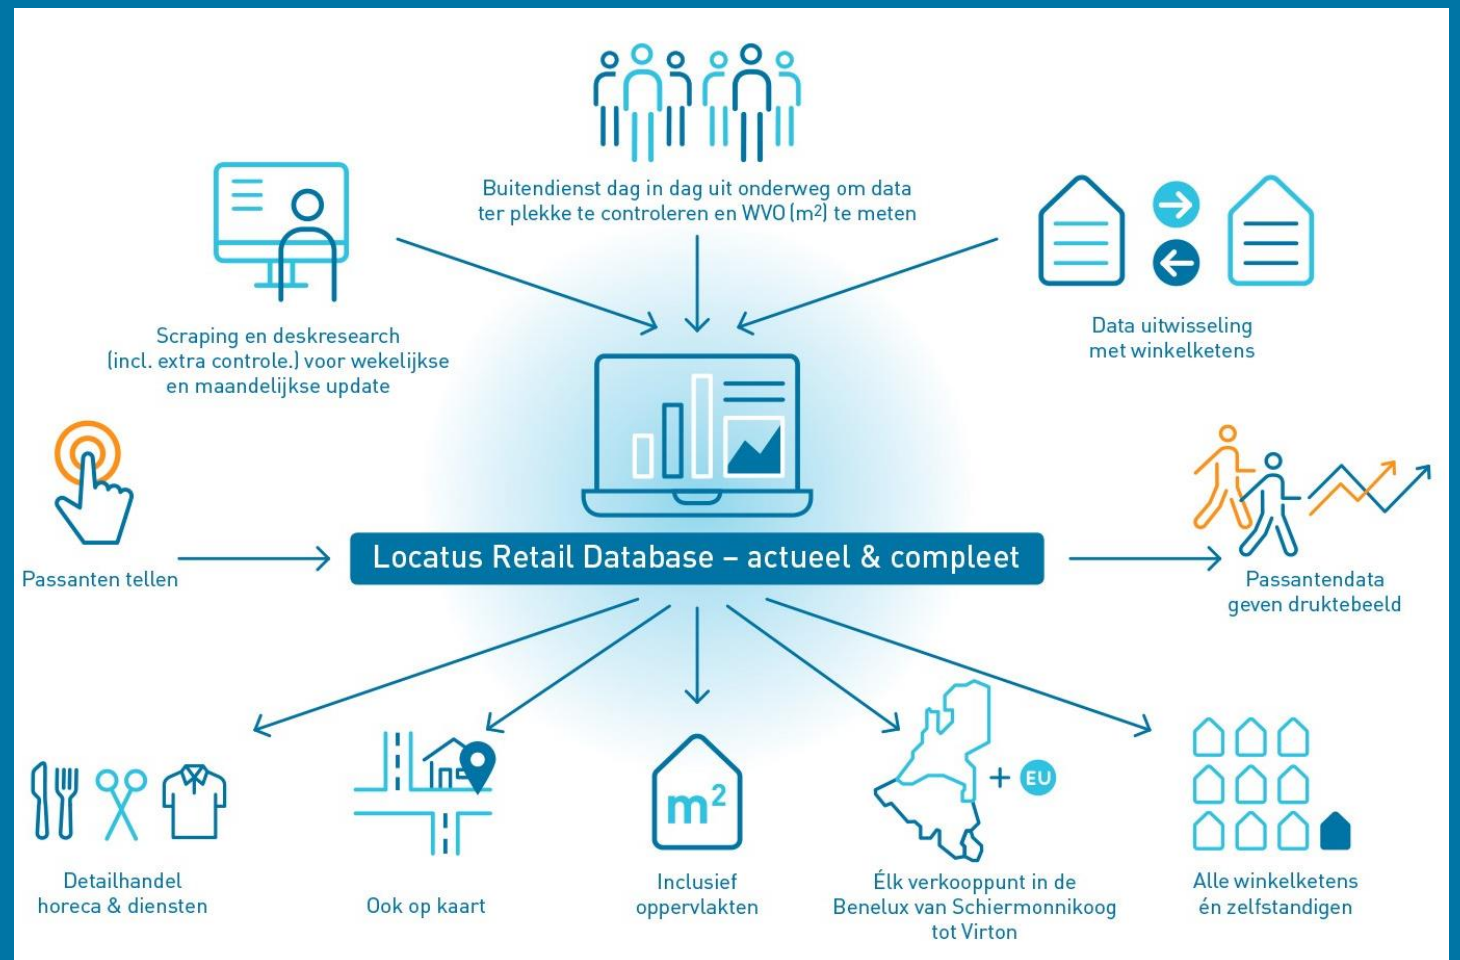 Buitendienst dag in dag uit onderweg om data
ter plekke te controleren en WVO (m²) te meten
Scraping en deskresearch
(incl. extra controle.) voor wekelijkse
en maandelijkse update
Data uitwisseling
met winkelketens
Passanten tellen
Locatus Retail Database – actueel & compleet
Passantendata
geven druktebeeld
Detailhandel
horeca & diensten
Ook op kaart
m²
Inclusief
oppervlakten
+ EU
Élk verkooppunt in de
Benelux van Schiermonnikoog
tot Virton
Alle winkelketens
én zelfstandigen